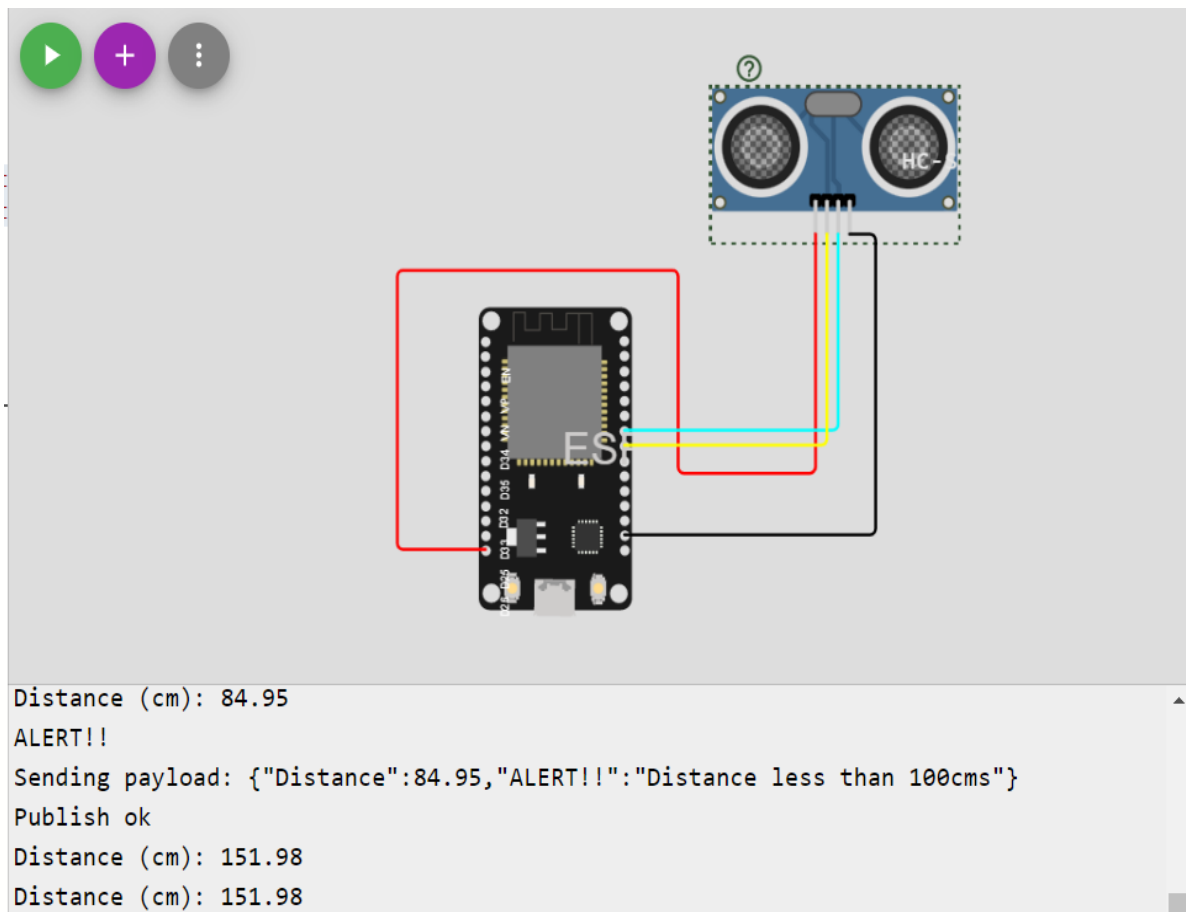 ?
HC-S
EN
VP
VN
ESP
D34
D35
D32
D33
D25
Distance (cm): 84.95
ALERT!!
Sending payload: {"Distance":84.95,"ALERT!!":"Distance less than 100cms"}
Publish ok
Distance (cm): 151.98
Distance (cm): 151.98